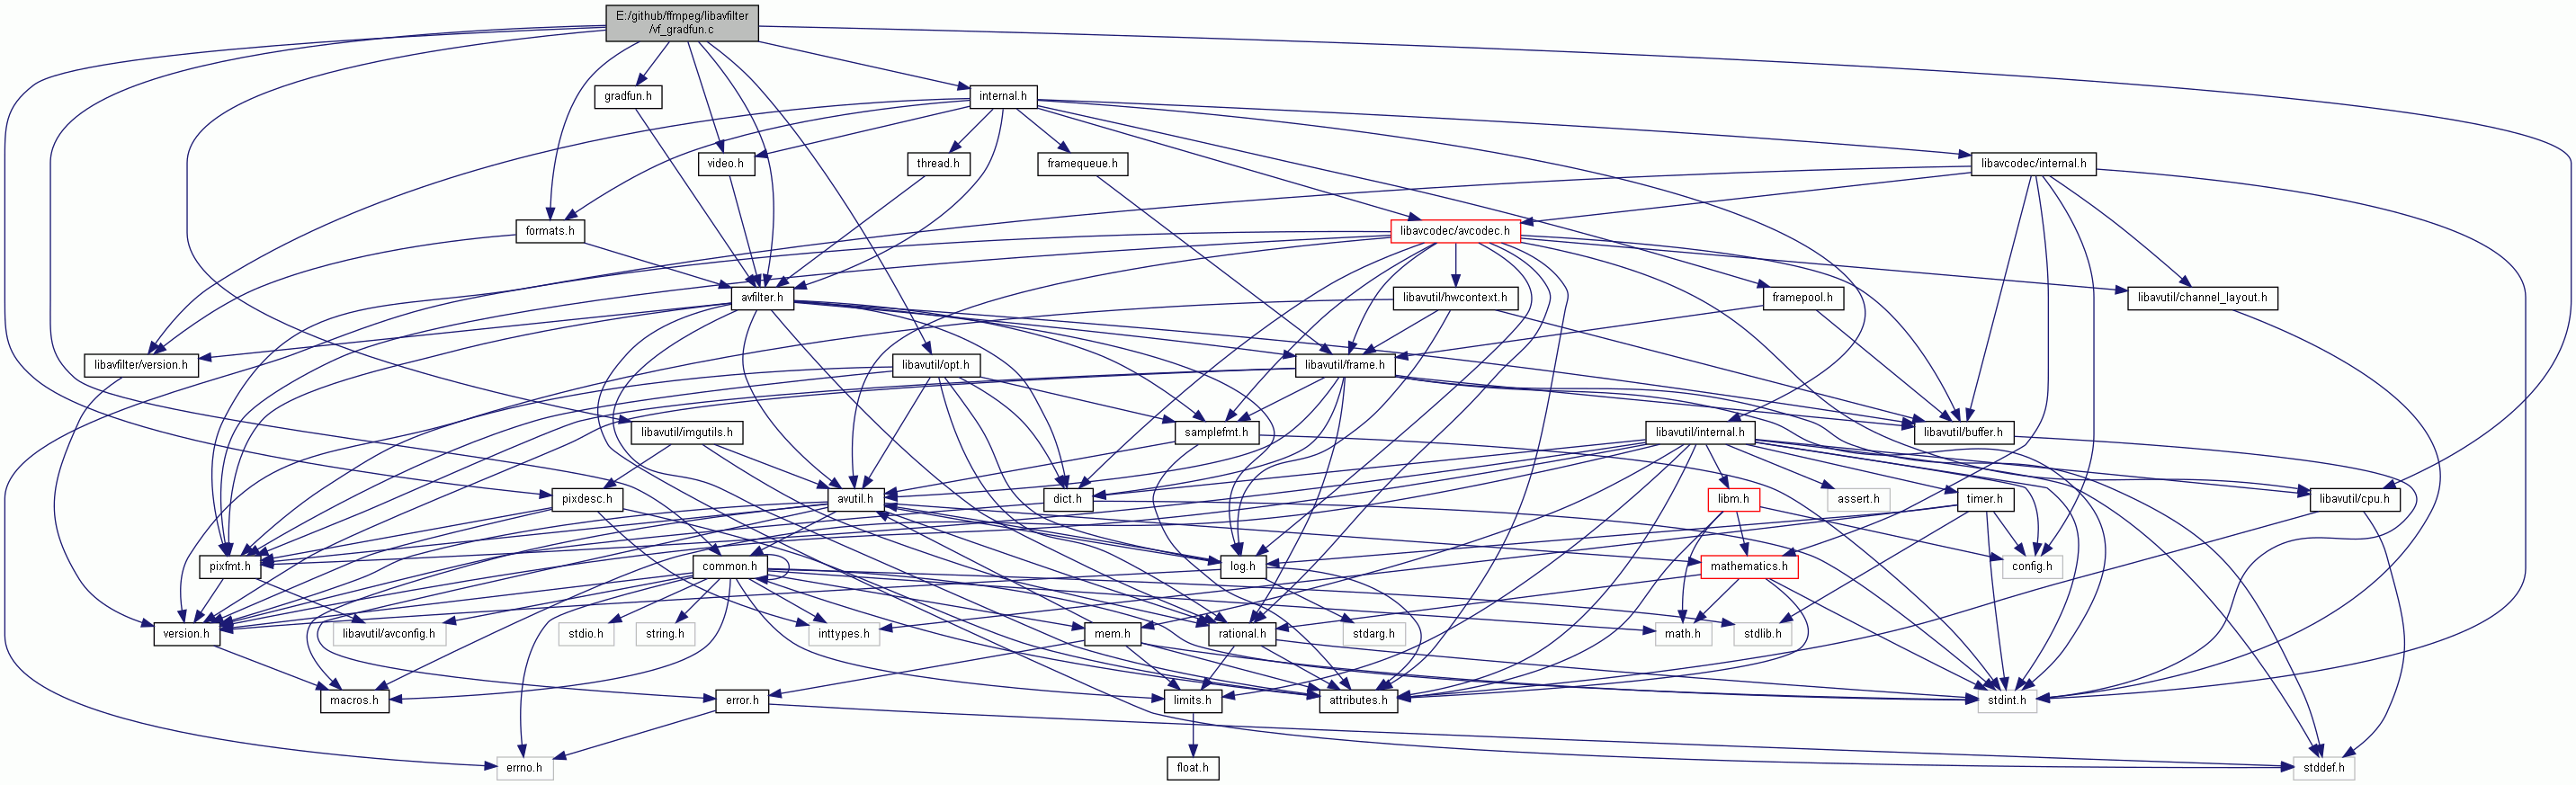 E:/github/ffmpeg/libavfilter
/vf_gradfun.c
gradfun.h
internal.h
video.h
thread.h
framequeue.h
libavcodec/internal.h
formats.h
libavcodec/avcodec.h
avfilter.h
libavutil/hwcontext.h
framepool.h
libavutil/channel_layout.h
libavfilter/version.h
libavutil/opt.h
libavutil/frame.h
libavutil/imgutils.h
samplefmt.h
libavutil/internal.h
libavutil/buffer.h
pixdesc.h
avutil.h
dict.h
libm.h
assert.h
timer.h
libavutil/cpu.h
pixfmt.h
common.h
log.h
mathematics.h
config.h
version.h
libavutil/avconfig.h
stdio.h
string.h
inttypes.h
mem.h
rational.h
stdarg.h
math.h
stdlib.h
macros.h
error.h
limits.h
attributes.h
stdint.h
errno.h
float.h
stddef.h